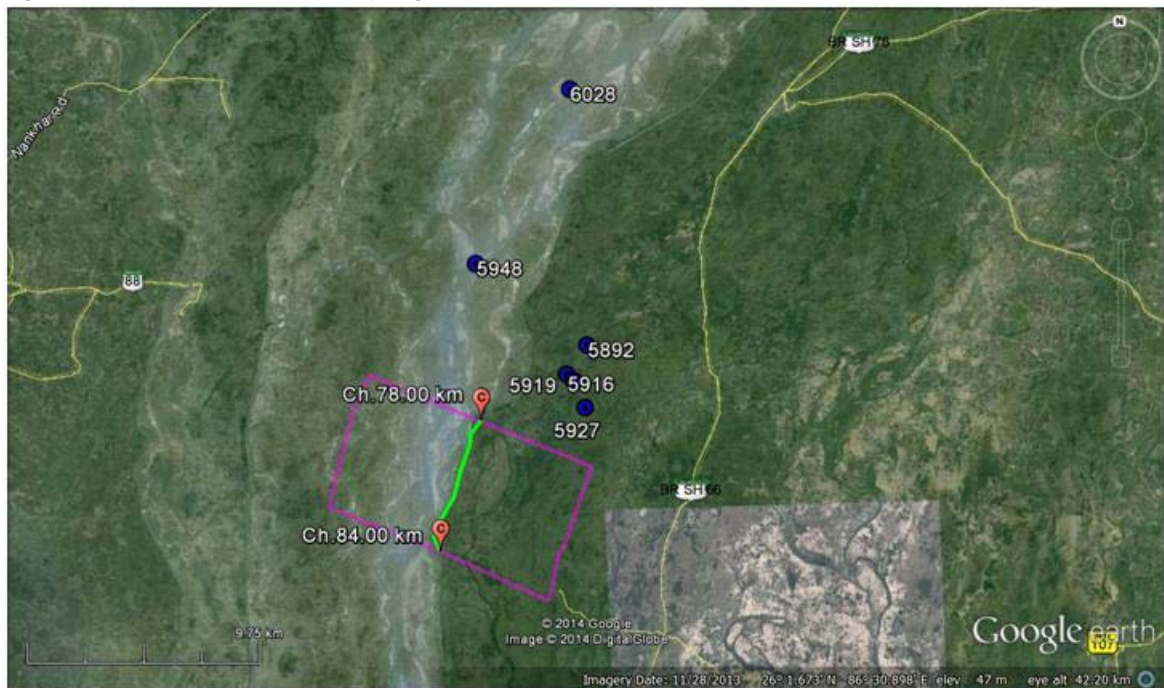 BR SH 78
N
6028
Nankhar Rd
5948
88
5892
5919 5916
Ch.78.00 km
5927
BR SH 66
Ch.84.00 km
© 2014 Google
Image © 2014 DigitalGlobe
9.75 km
Google earth
107
Imagery Date: 11/28/2013 26° 1.673' N 86° 30.898' E elev 47 m eye alt 42.20 km